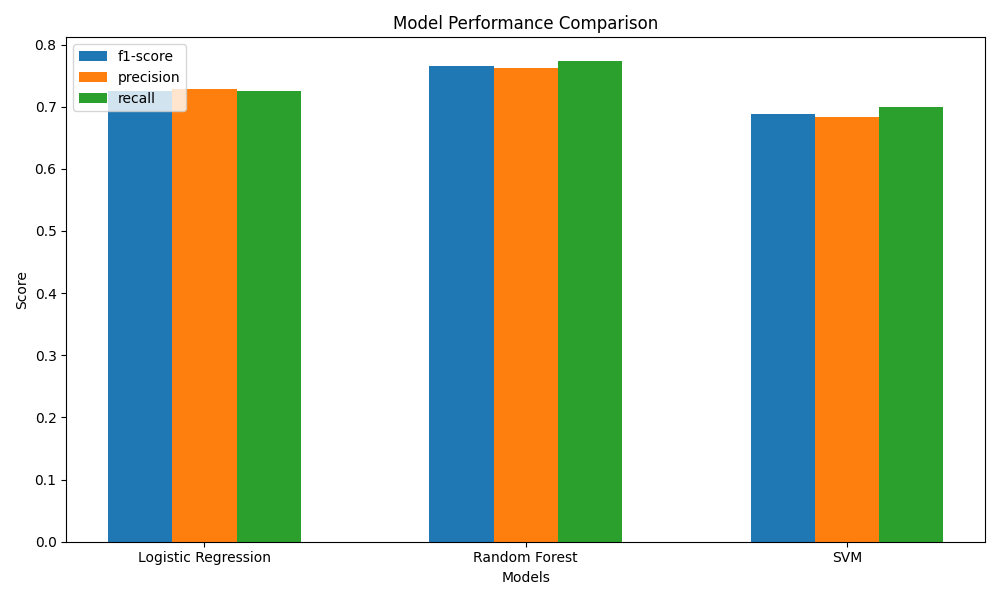 Model Performance Comparison
f1-score
precision
recall
0.8
0.7
0.6
0.5
0.4
0.3
0.2
0.1
0.0
Score
Logistic Regression
Random Forest
SVM
Models